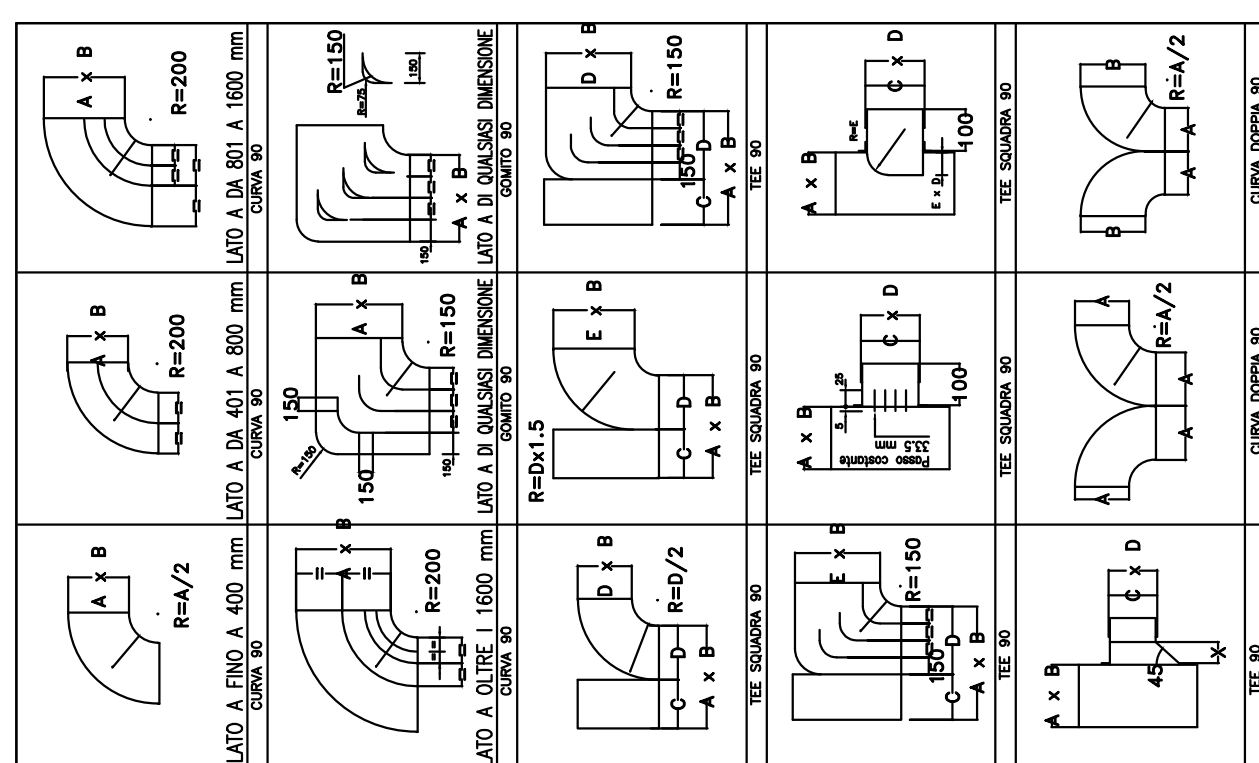 A x B
R=A/2
LATO A FINO A 400 mm
CURVA 90
A x B
R=200
LATO A DA 401 A 800 mm
CURVA 90
A x B
R=200
LATO A DA 801 A 1600 mm
CURVA 90
= A =
x B
R=200
= =
LATO A OLTRE I 1600 mm
CURVA 90
150
R=150
150
A x B
R=150
150
LATO A DI QUALSIASI DIMENSIONE
GOMITO 90
R=150
R=75
150
150
A x B
LATO A DI QUALSIASI DIMENSIONE
GOMITO 90
D x B
R=D/2
C D
A x B
TEE SQUADRA 90
R=Dx1.5
E x B
C D
A x B
TEE SQUADRA 90
D x B
R=150
150
C D
A x B
TEE 90
E x B
R=150
150
C D
A x B
TEE 90
A x B
5 25
C x D
Passo costante
33.5 mm
100
TEE SQUADRA 90
A x B
R=E
C x D
E x D
100
TEE SQUADRA 90
A x B
C x D
45
X
TEE 90
A A
R=A/2
A A
CURVA DOPPIA 90
B B
R=A/2
A A
CURVA DOPPIA 90